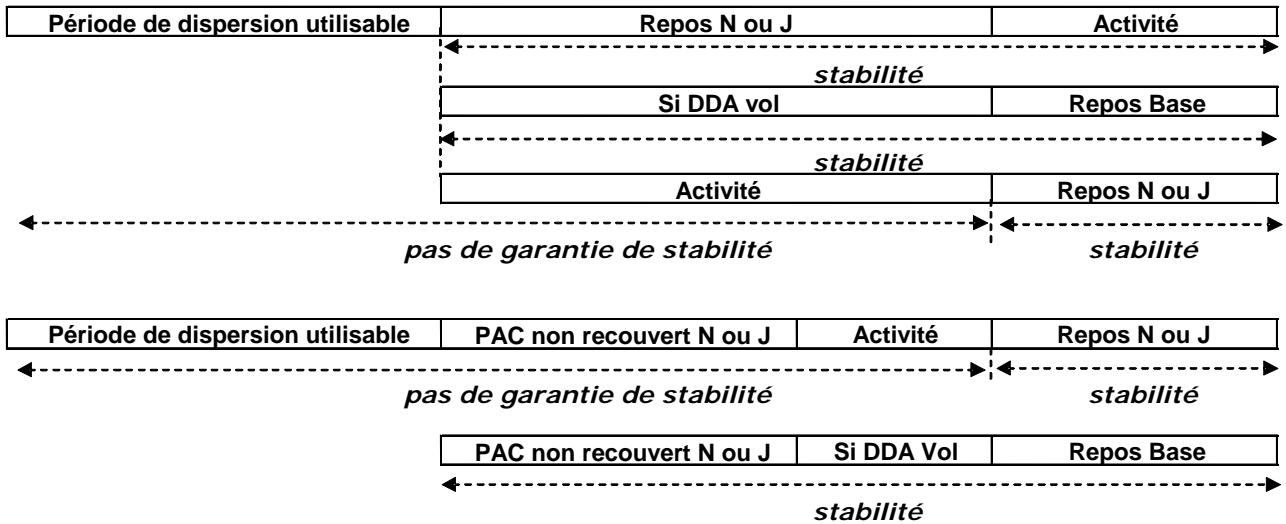 Période de dispersion utilisable Repos N ou J Activité
stabilité
Si DDA vol Repos Base
stabilité
Activité Repos N ou J
pas de garantie de stabilité stabilité
Période de dispersion utilisable PAC non recouvert N ou J Activité Repos N ou J
pas de garantie de stabilité stabilité
PAC non recouvert N ou J Si DDA Vol Repos Base
stabilité